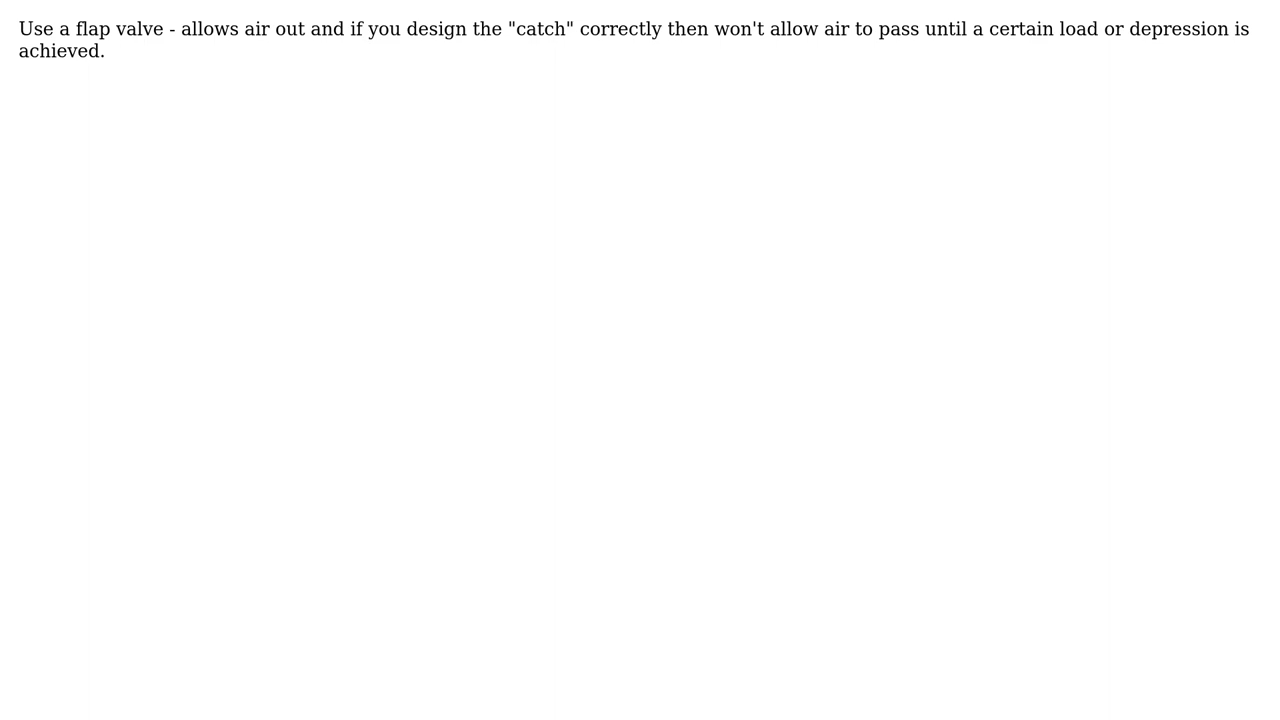 Use a flap valve - allows air out and if you design the "catch" correctly then won't allow air to pass until a certain load or depression is
achieved.